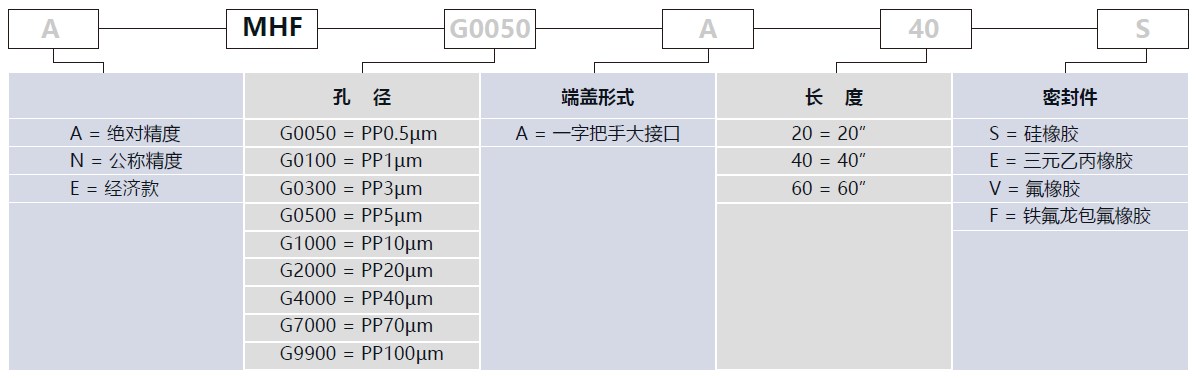 A MHF G0050 A 40 S
孔 径 端盖形式 长 度 密封件
A = 绝对精度 G0050 = PP0.5μm A = 一字把手大接口 20 = 20″ S = 硅橡胶
N = 公称精度 G0100 = PP1μm 40 = 40″ E = 三元乙丙橡胶
E = 经济款 G0300 = PP3μm 60 = 60″ V = 氟橡胶
G0500 = PP5μm F = 铁氟龙包氟橡胶
G1000 = PP10μm
G2000 = PP20μm
G4000 = PP40μm
G7000 = PP70μm
G9900 = PP100μm